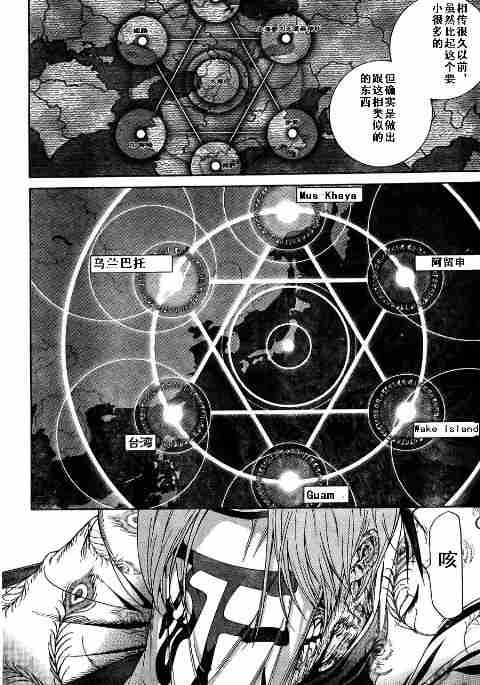 相传很久以前，
虽然比起这个要
小很多的
但确实是做出
跟这相类似的
的东西
Mus Khaya
乌兰巴托
阿留申
台湾
Wake Island
Guam
咳